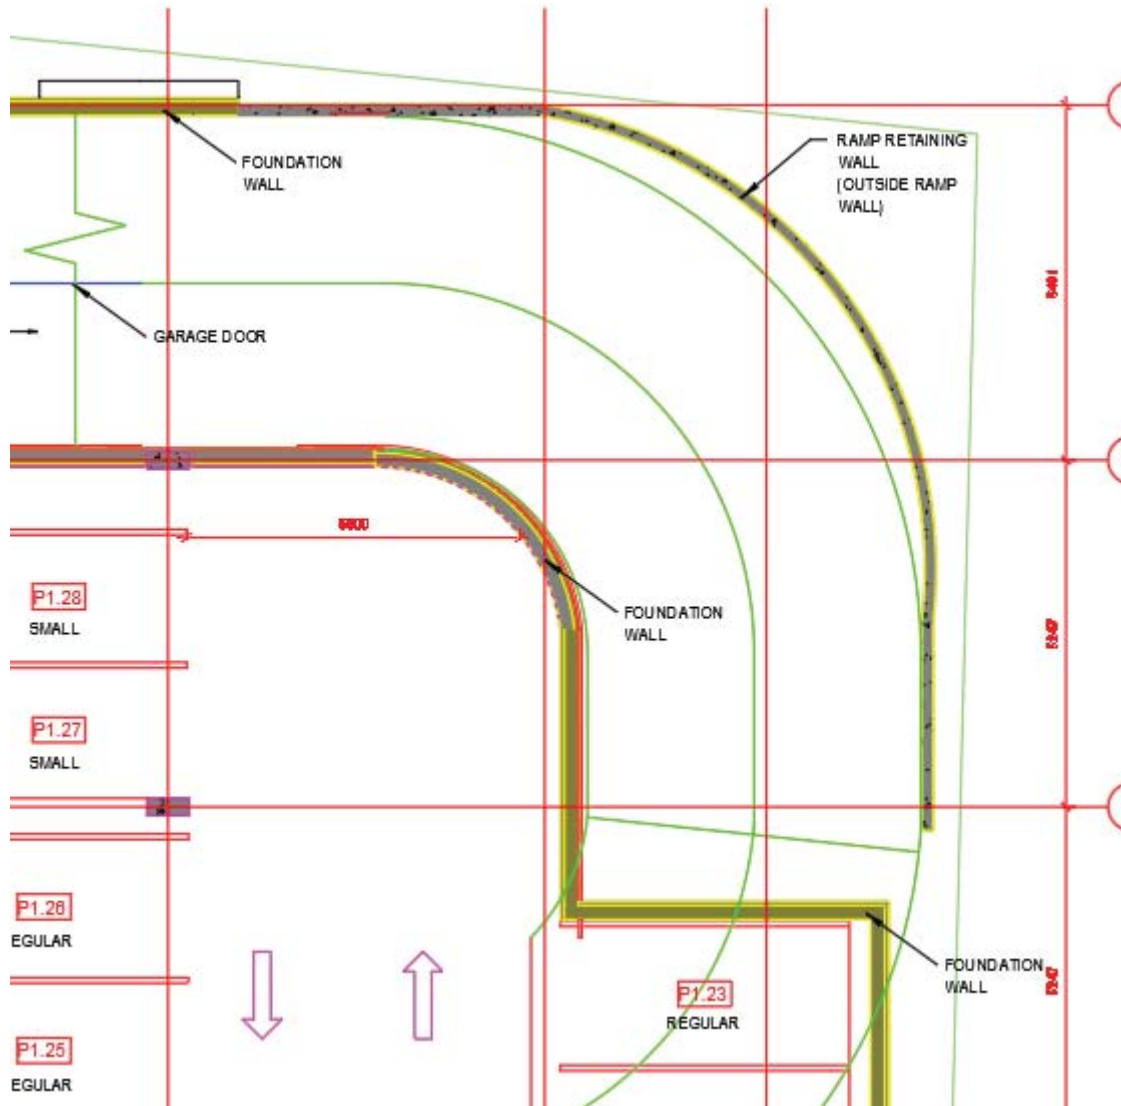 RAMP RETAINING
WALL
(OUTSIDE RAMP
WALL)
FOUNDATION
WALL
GARAGE DOOR
P1.28
SMALL
FOUNDATION
WALL
P1.27
SMALL
P1.26
EGULAR
FOUNDATION
WALL
P1.23
REGULAR
P1.25
EGULAR